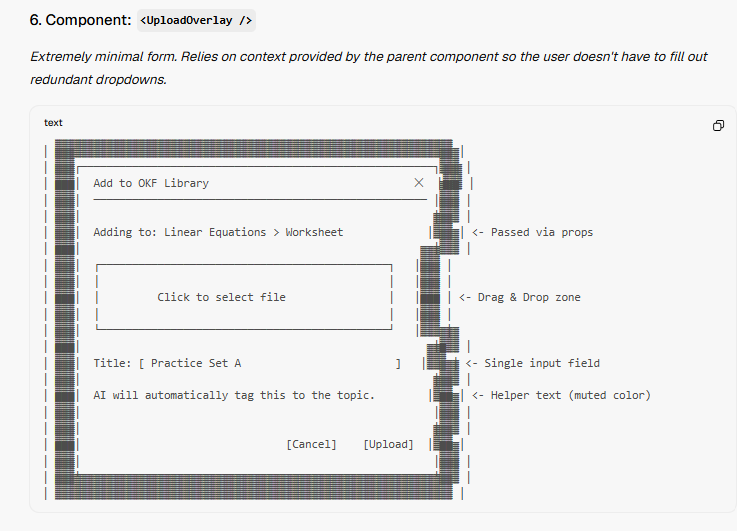 6. Component: <UploadOverlay />
Extremely minimal form. Relies on context provided by the parent component so the user doesn't have to fill out
redundant dropdowns.
text
Add to OKF Library ✕
Adding to: Linear Equations > Worksheet <- Passed via props
Click to select file <- Drag & Drop zone
Title: [ Practice Set A ] <- Single input field
AI will automatically tag this to the topic. <- Helper text (muted color)
[Cancel] [Upload]